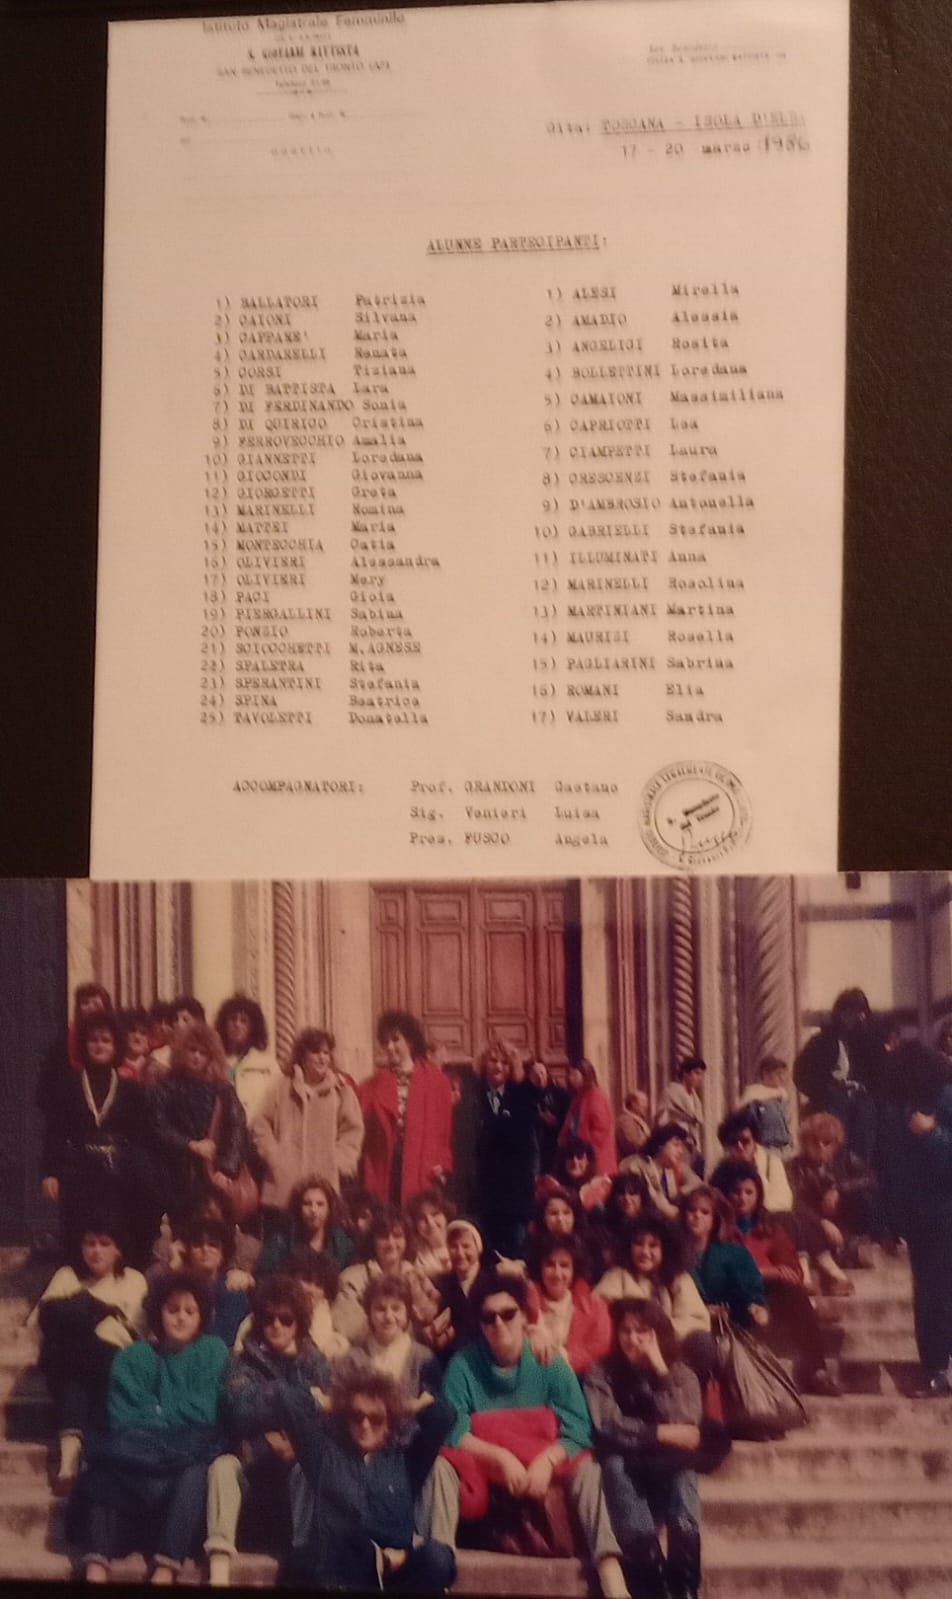 Istituto Magistrale Femminile
S. GIOVANNI BATTISTA
SAN BENEDETTO DEL TRONTO (AP)
Gita: TOSCANA - ISOLA D'ELBA
17 - 20 marzo 1986
ALUNNE PARTECIPANTI:
1) BALLATORI Patrizia
2) CAIONI Silvana
3) CAPPARE' Maria
4) CARDARELLI Renata
5) CORSI Tiziana
6) DI BATTISTA Lara
7) DI FERDINANDO Sonia
8) DI QUIRICO Cristina
9) FERROVECCHIO Amalia
10) GIANNETTI Loredana
11) GIOCONDI Giovanna
12) GIORGETTI Greta
13) MARINELLI Romina
14) MATTEI Maria
15) MONTECCHIA Catia
16) OLIVIERI Alessandra
17) OLIVIERI Mery
18) PACI Gioia
19) PIERGALLINI Sabina
20) PONZIO Roberta
21) SCIOCCHETTI M.AGNESE
22) SPALETRA Rita
23) SPERANTINI Stefania
24) SPINA Beatrice
25) TAVOLETTI Donatella
1) ALESI Mirella
2) AMADIO Alessia
3) ANGELICI Rosita
4) BOLLETTINI Loredana
5) CAMAIONI Massimiliana
6) CAPRIOTTI Lea
7) CIAMPETTI Laura
8) CRESCENZI Stefania
9) D'AMBROSIO Antonella
10) GABRIELLI Stefania
11) ILLUMINATI Anna
12) MARINELLI Rosolina
13) MARTINIANI Martina
14) MAURIZI Rosella
15) PAGLIARINI Sabrina
16) ROMANI Elia
17) VALERI Sandra
ACCOMPAGNATORI: Prof. GRANDONI Gaetano
Sig. Venieri Luisa
Pres. FUSCO Angela